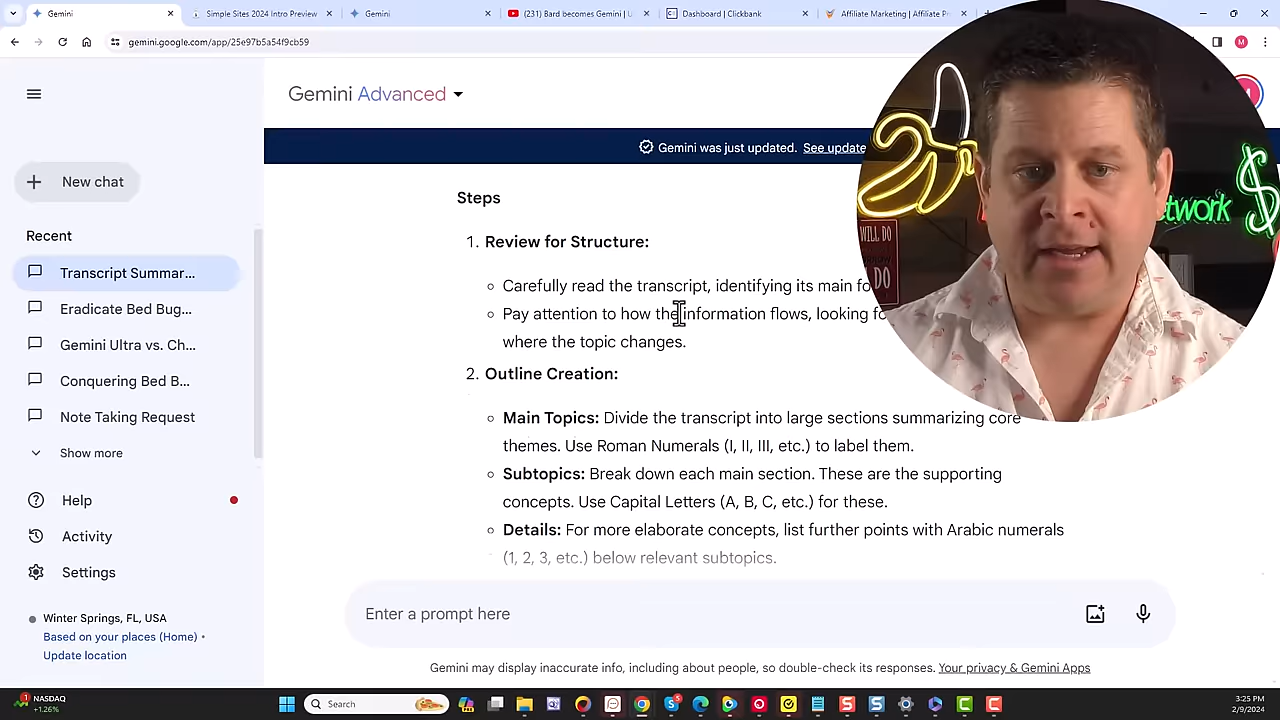 Gemini
Simple Sites 2024 Intro Preview
Gemini
(231) Bard becomes Gemini |
Dashboard | Clickbank
Affiliate Marketing | Affiliate
gemini.google.com/app/25e97b5a54f9cb59
M
Gemini Advanced
Gemini was just updated. See update
New chat
Recent
Transcript Summar...
Eradicate Bed Bug...
Gemini Ultra vs. Ch...
Conquering Bed B...
Note Taking Request
Show more
Help
Activity
Settings
Winter Springs, FL, USA
Based on your places (Home) •
Update location
Steps
1. Review for Structure:
Carefully read the transcript, identifying its main
Pay attention to how the information flows, looking
where the topic changes.
2. Outline Creation:
Main Topics: Divide the transcript into large sections summarizing core
themes. Use Roman Numerals (I, II, III, etc.) to label them.
Subtopics: Break down each main section. These are the supporting
concepts. Use Capital Letters (A, B, C, etc.) for these.
Details: For more elaborate concepts, list further points with Arabic numerals
(1, 2, 3, etc.) below relevant subtopics.
Enter a prompt here
Gemini may display inaccurate info, including about people, so double-check its responses. Your privacy & Gemini Apps
twork
$
WILL DO
DO
1
NASDAQ
+1.26%
Search
3:25 PM
2/9/2024